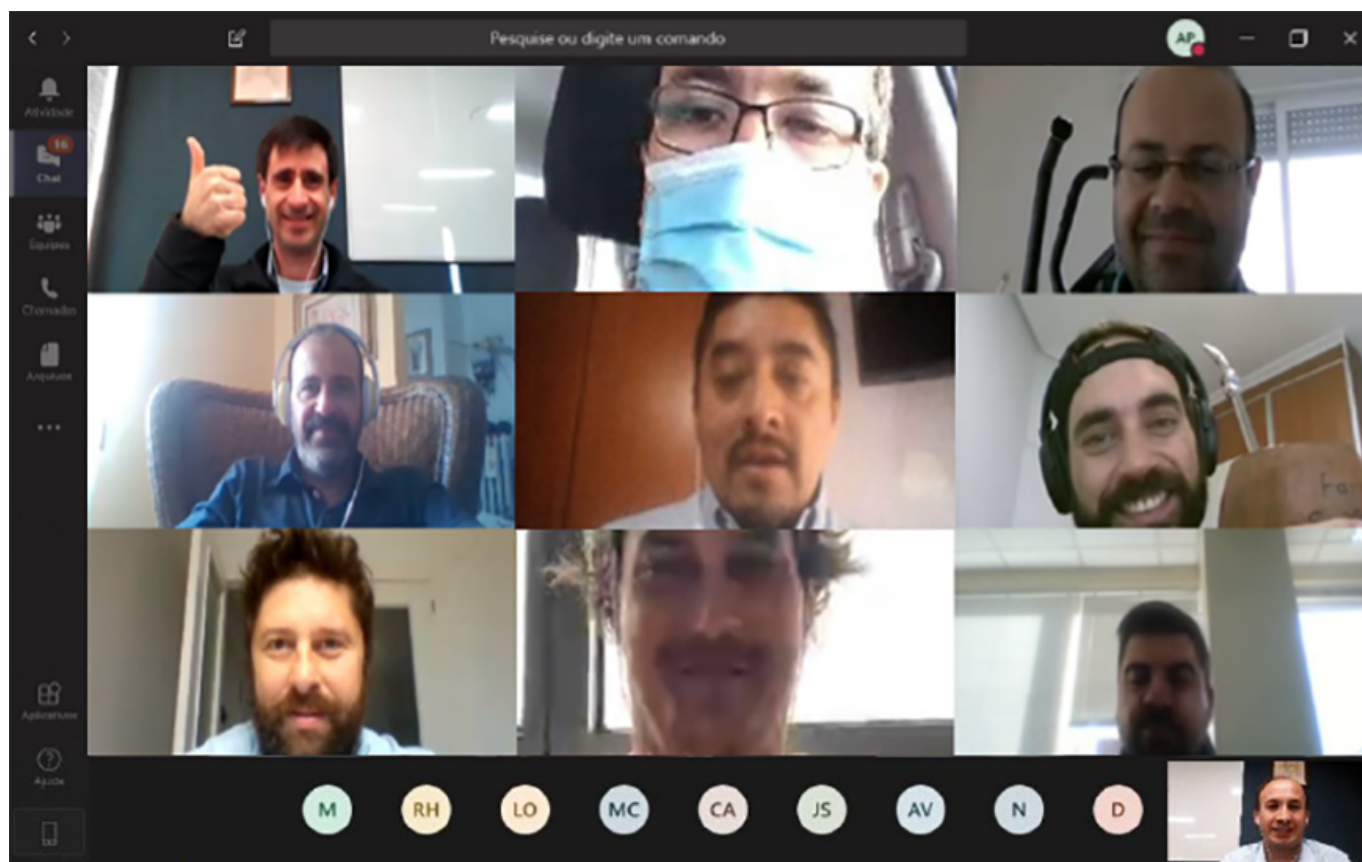 Pesquise ou digite um comando
AP
Atividade
16
Chat
Equipes
Chamadas
Arquivos
Aplicativos
Ajuda
M
RH
LO
MC
CA
JS
AV
N
D